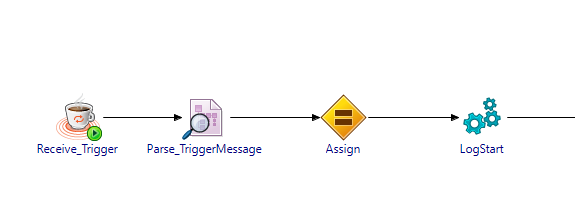 Receive_Trigger
Parse_TriggerMessage
Assign
LogStart